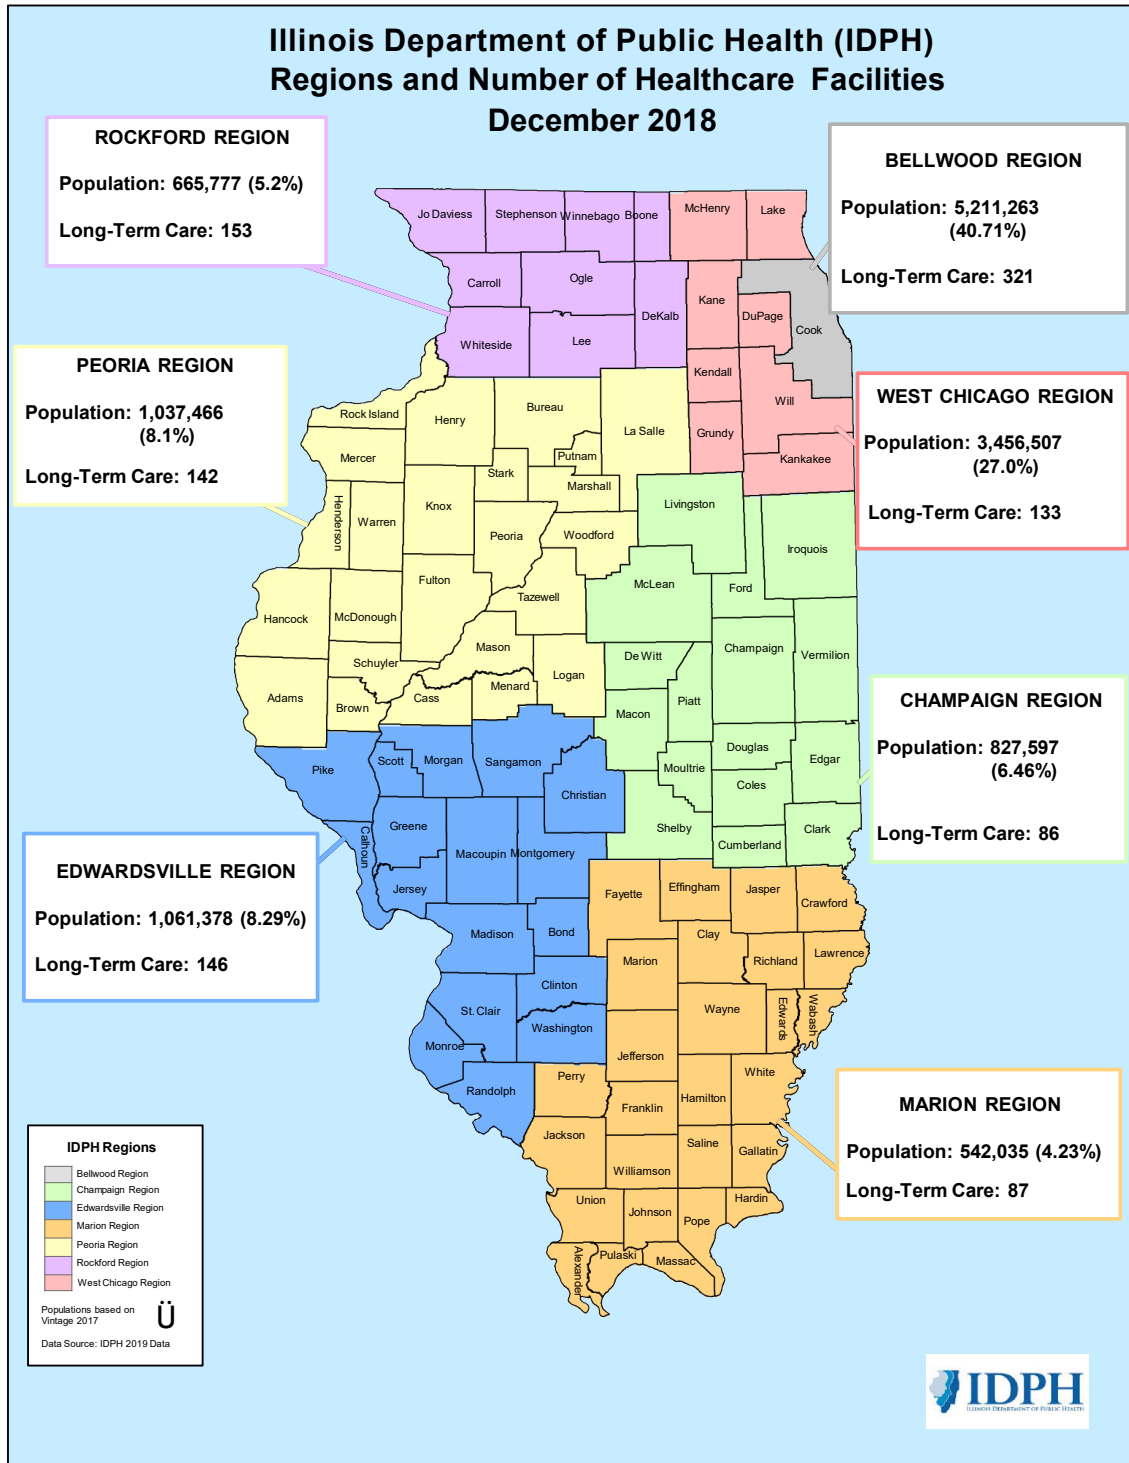 Illinois Department of Public Health (IDPH)
Regions and Number of Healthcare Facilities
December 2018
ROCKFORD REGION
Population: 665,777 (5.2%)
Long-Term Care: 153
BELLWOOD REGION
Population: 5,211,263
(40.71%)
Long-Term Care: 321
PEORIA REGION
Population: 1,037,466
(8.1%)
Long-Term Care: 142
WEST CHICAGO REGION
Population: 3,456,507
(27.0%)
Long-Term Care: 133
CHAMPAIGN REGION
Population: 827,597
(6.46%)
Long-Term Care: 86
EDWARDSVILLE REGION
Population: 1,061,378 (8.29%)
Long-Term Care: 146
MARION REGION
Population: 542,035 (4.23%)
Long-Term Care: 87
Jo Daviess
Stephenson
Winnebago
Boone
McHenry
Lake
Carroll
Ogle
DeKalb
Kane
DuPage
Cook
Whiteside
Lee
Kendall
Will
Grundy
Kankakee
Rock Island
Henry
Bureau
La Salle
Mercer
Putnam
Stark
Marshall
Henderson
Warren
Knox
Peoria
Woodford
Livingston
Iroquois
Fulton
Tazewell
McLean
Ford
Hancock
McDonough
Mason
Schuyler
Logan
De Witt
Champaign
Vermilion
Adams
Brown
Cass
Menard
Macon
Piatt
Pike
Scott
Morgan
Sangamon
Christian
Moultrie
Douglas
Edgar
Coles
Greene
Calhoun
Macoupin
Montgomery
Shelby
Cumberland
Clark
Jersey
Fayette
Effingham
Jasper
Crawford
Madison
Bond
Clay
Marion
Richland
Lawrence
Clinton
St. Clair
Washington
Wayne
Edwards
Wabash
Monroe
Jefferson
Randolph
Perry
White
Franklin
Hamilton
Jackson
Williamson
Saline
Gallatin
Union
Johnson
Pope
Hardin
Alexander
Pulaski
Massac
IDPH Regions
Bellwood Region
Champaign Region
Edwardsville Region
Marion Region
Peoria Region
Rockford Region
West Chicago Region
Populations based on
Vintage 2017
Ü
Data Source: IDPH 2019 Data
IDPH
ILLINOIS DEPARTMENT OF PUBLIC HEALTH